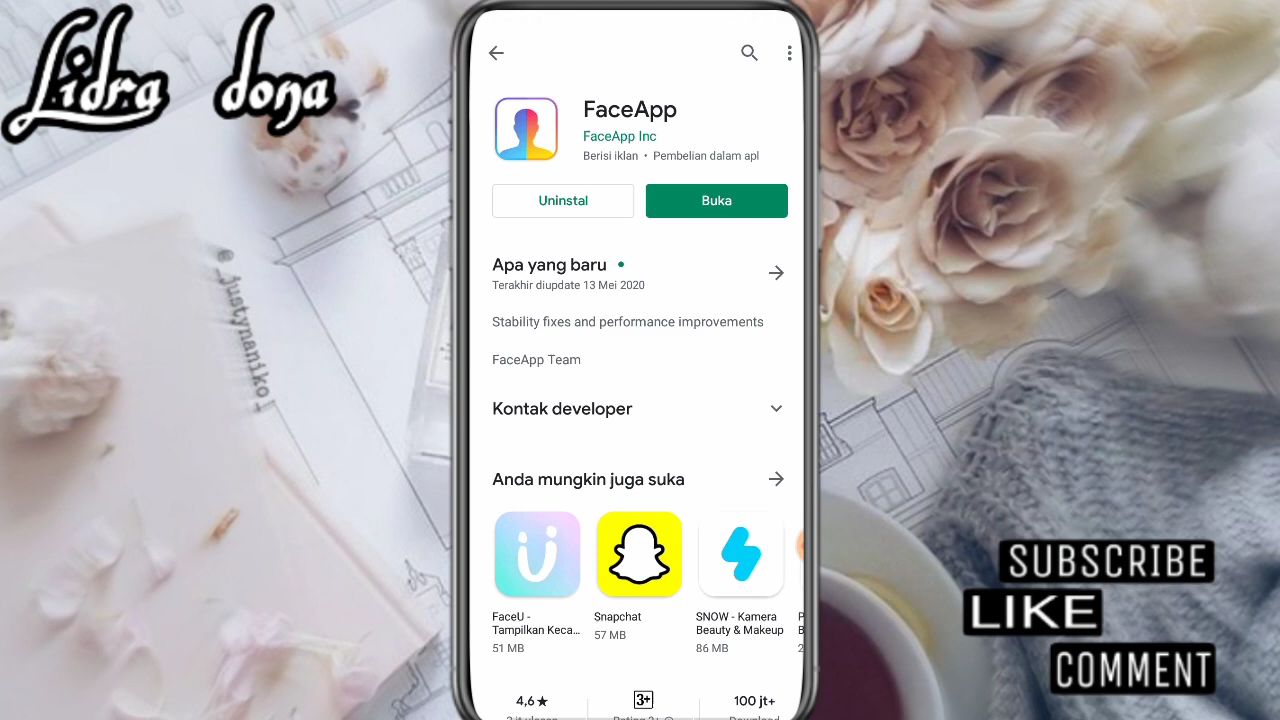 Lidra dona
© justynaniko
FaceApp
FaceApp Inc
Berisi iklan • Pembelian dalam apl
Uninstal
Buka
Apa yang baru •
Terakhir diupdate 13 Mei 2020
Stability fixes and performance improvements
FaceApp Team
Kontak developer
Anda mungkin juga suka
FaceU -
Tampilkan Keca...
51 MB
Snapchat
57 MB
SNOW - Kamera
Beauty & Makeup
86 MB
4,6★
3+
100 jt+
SUBSCRIBE
LIKE
COMMENT